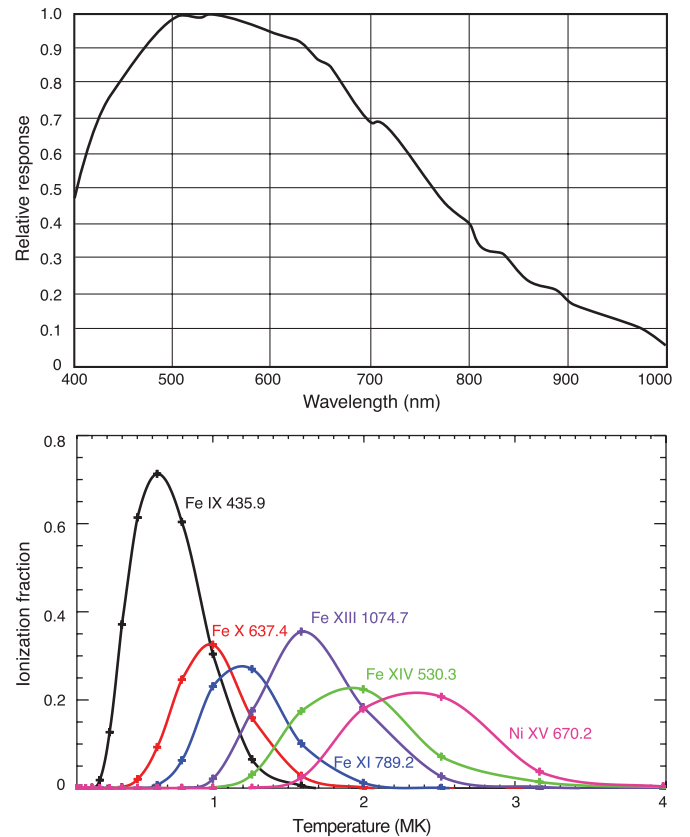 1.0
0.9
0.8
0.7
0.6
0.5
0.4
0.3
0.2
0.1
0
Relative response
400 500 600 700 800 900 1000
Wavelength (nm)
0.8
0.6
0.4
0.2
0
Ionization fraction
Fe IX 435.9
Fe X 637.4
Fe XIII 1074.7
Fe XIV 530.3
Ni XV 670.2
Fe XI 789.2
1 2 3 4
Temperature (MK)